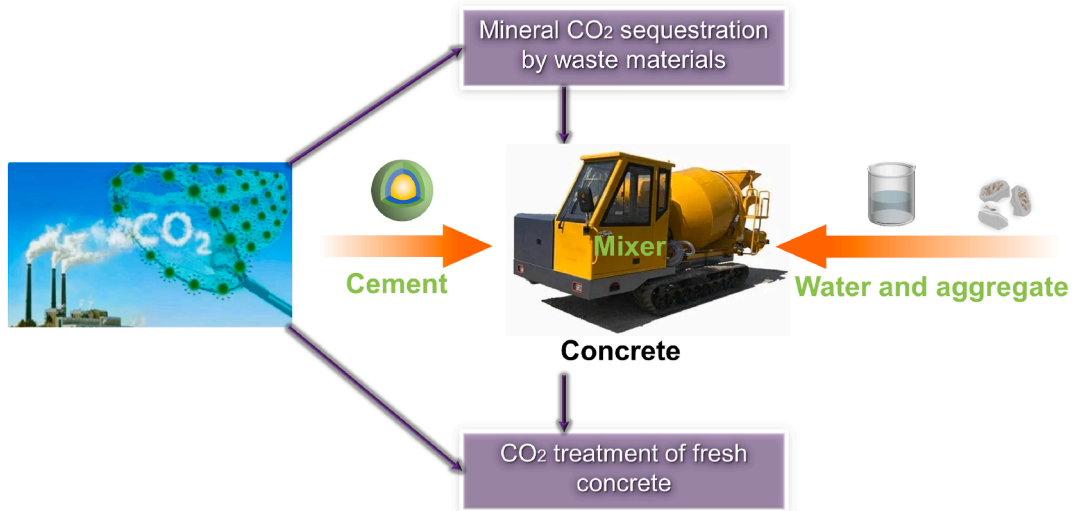 Mineral CO₂ sequestration
by waste materials
CO₂
Cement
Mixer
Water and aggregate
Concrete
CO₂ treatment of fresh
concrete